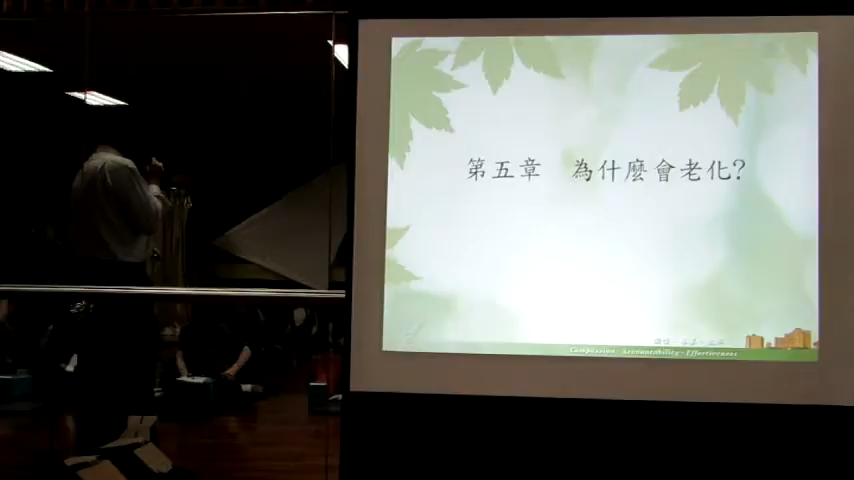 第五章　為什麼會老化?
Compassion．Accountability．Effectiveness